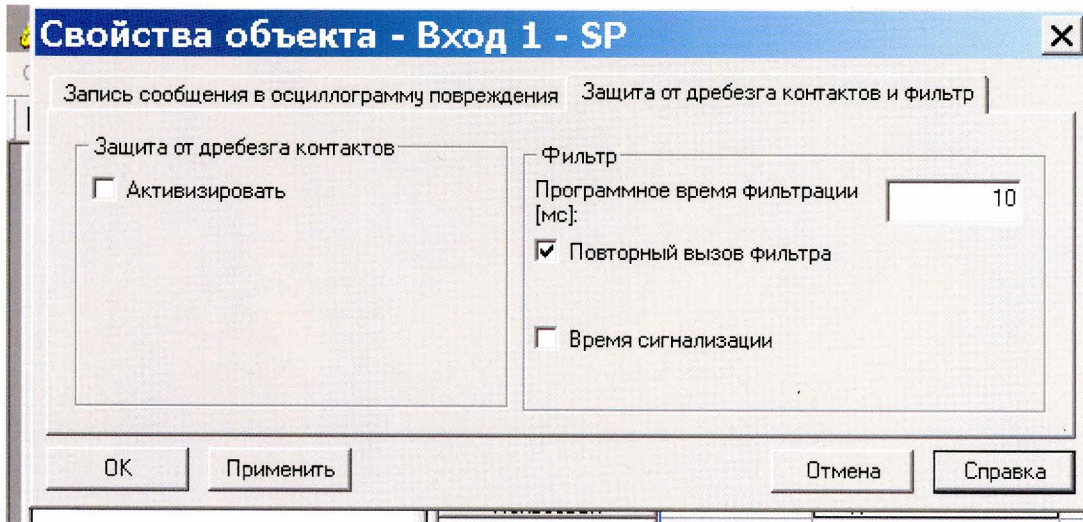 Свойства объекта - Вход 1 - SP
Запись сообщения в осциллограмму повреждения
Защита от дребезга контактов и фильтр
Защита от дребезга контактов
Активизировать
Фильтр
Программное время фильтрации
[мс]:
10
Повторный вызов фильтра
Время сигнализации
OK
Применить
Отмена
Справка